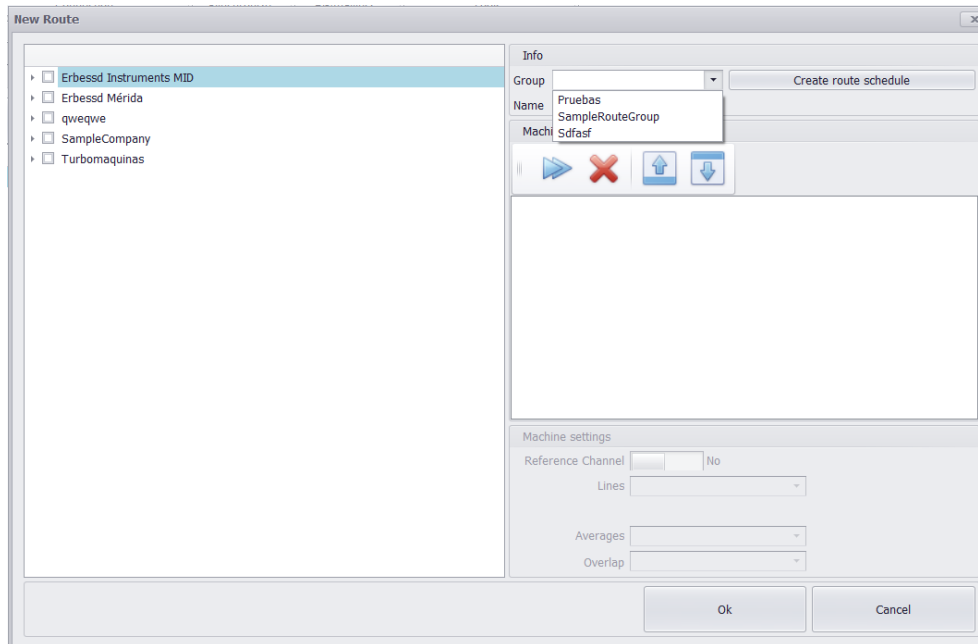 New Route
Erbessd Instruments MID
Erbessd Mérida
qweqwe
SampleCompany
Turbomaquinas
Info
Group
Create route schedule
Pruebas
SampleRouteGroup
Sdfasf
Name
Machine settings
Reference Channel No
Lines
Averages
Overlap
Ok Cancel